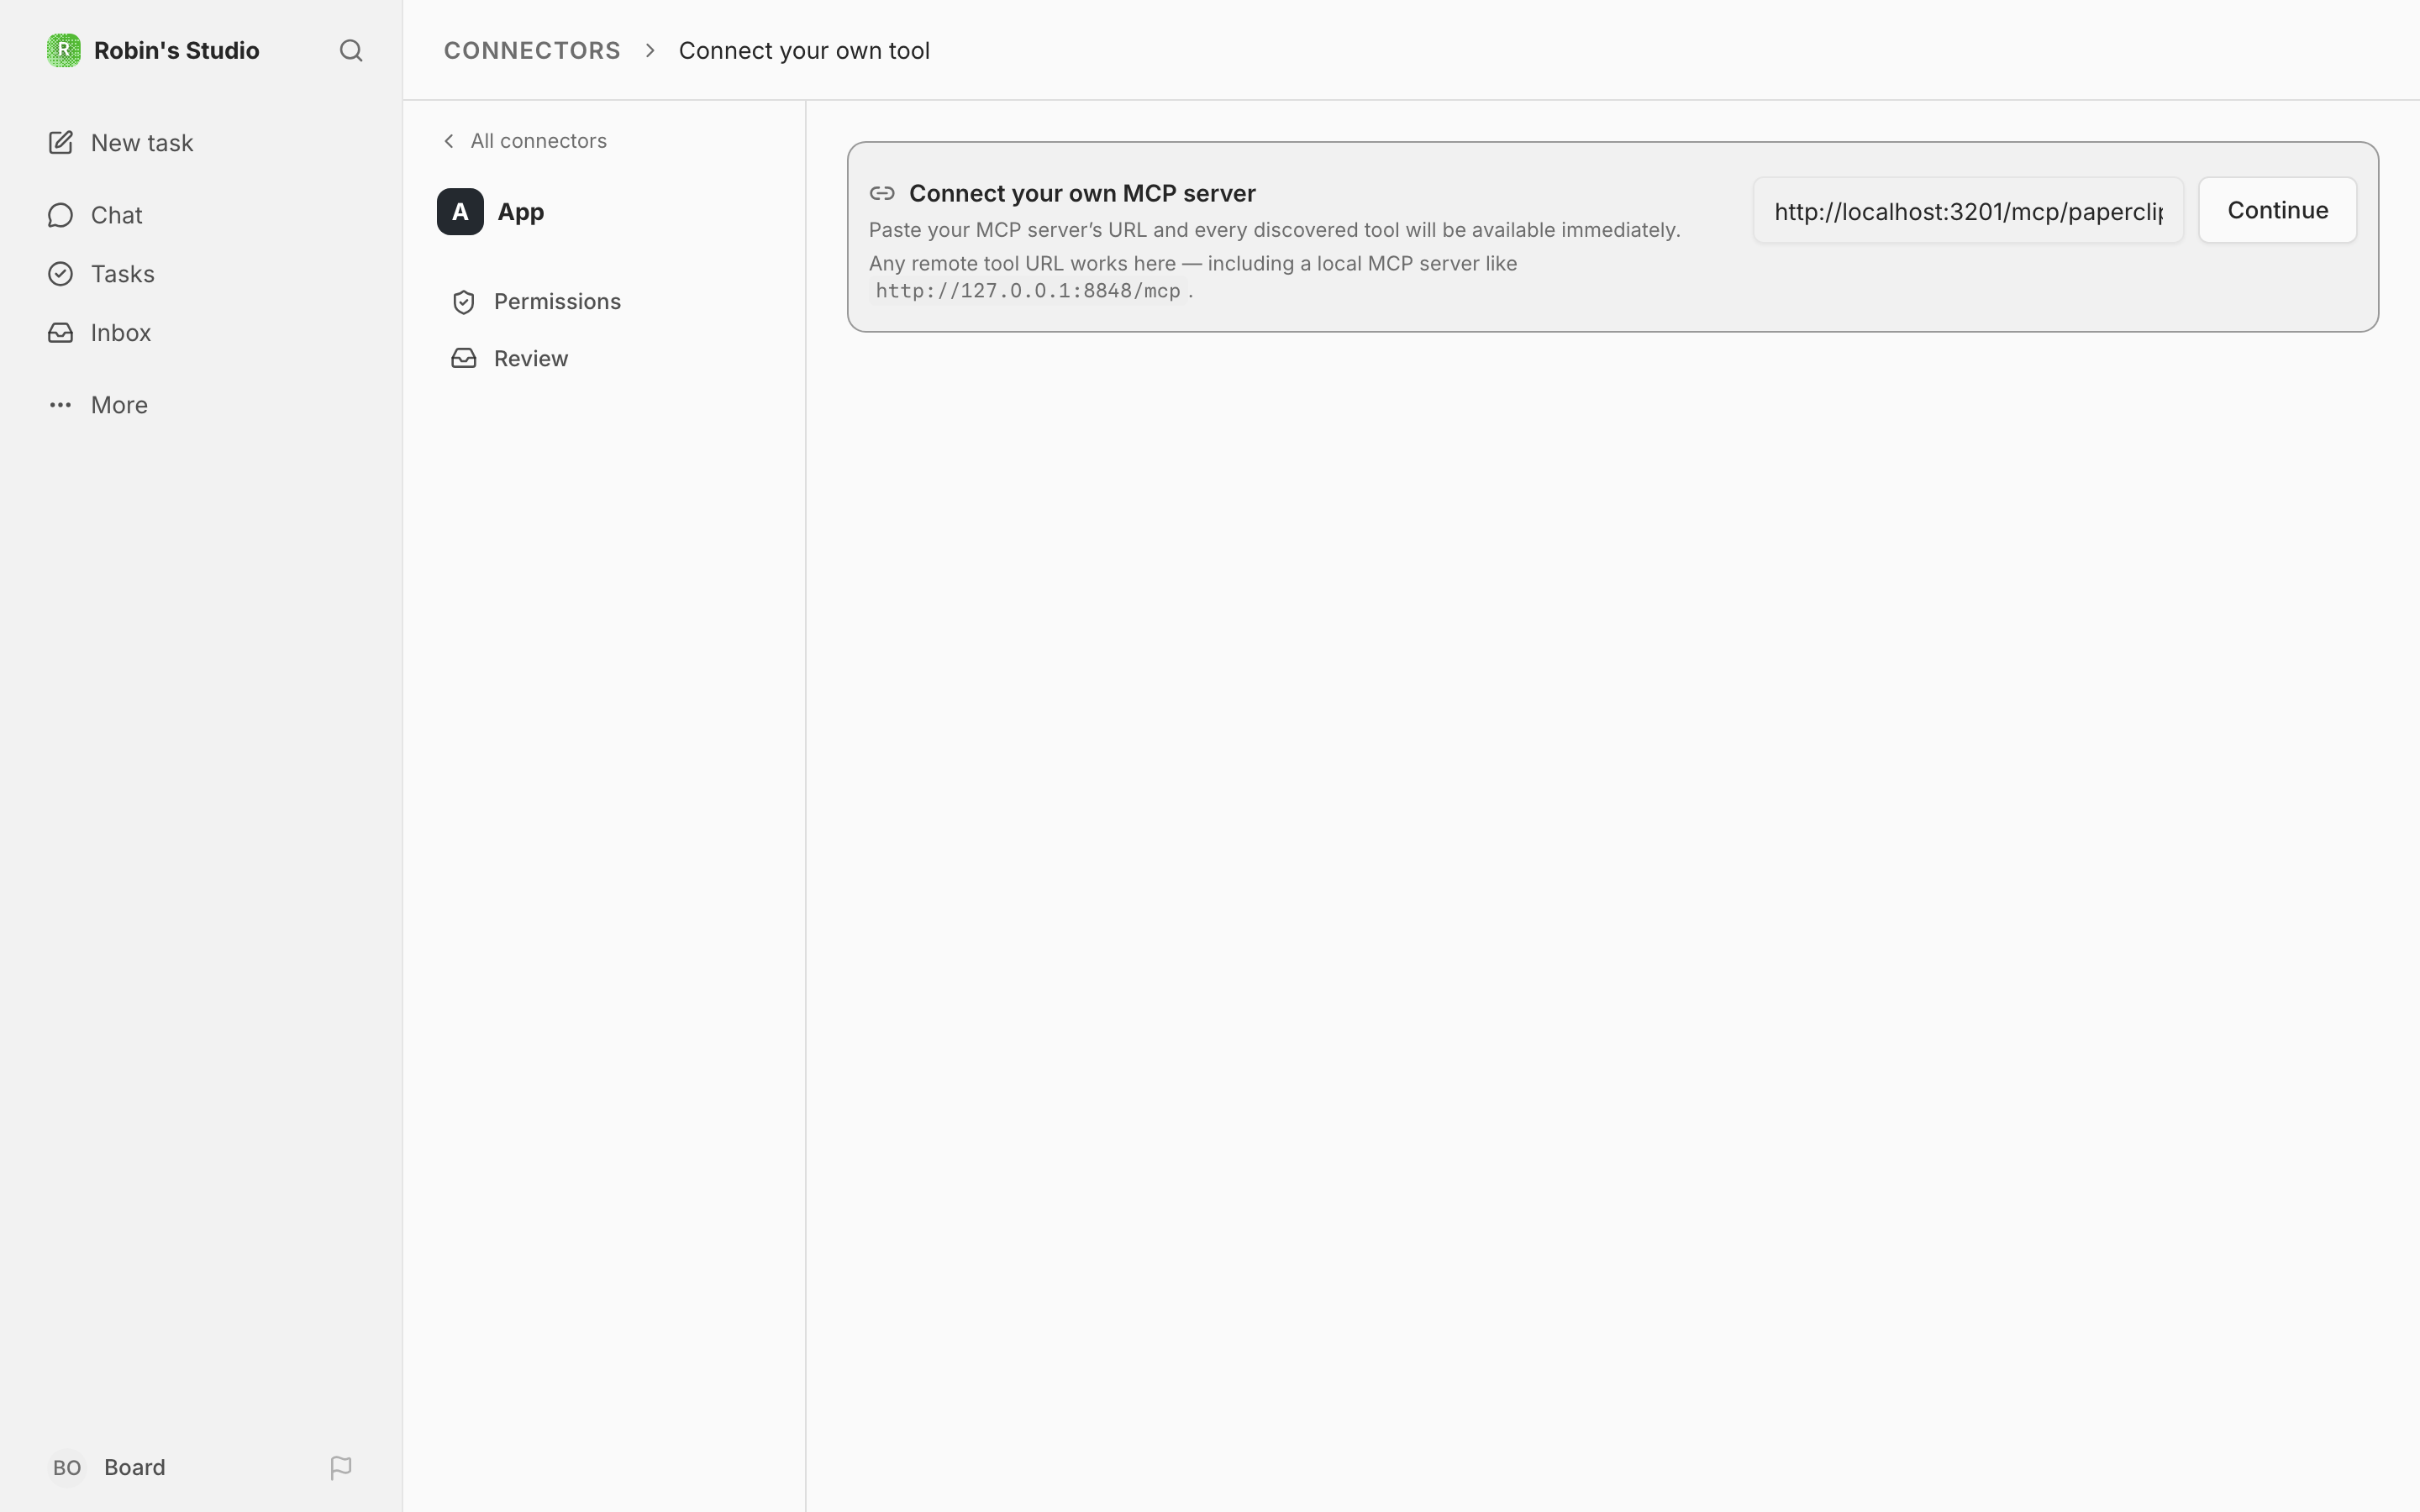 R Robin's Studio
CONNECTORS > Connect your own tool
New task
Chat
Tasks
Inbox
More
All connectors
A App
Permissions
Review
Connect your own MCP server
Paste your MCP server’s URL and every discovered tool will be available immediately.
Any remote tool URL works here — including a local MCP server like
http://127.0.0.1:8848/mcp.
http://localhost:3201/mcp/paperclip
Continue
BO Board